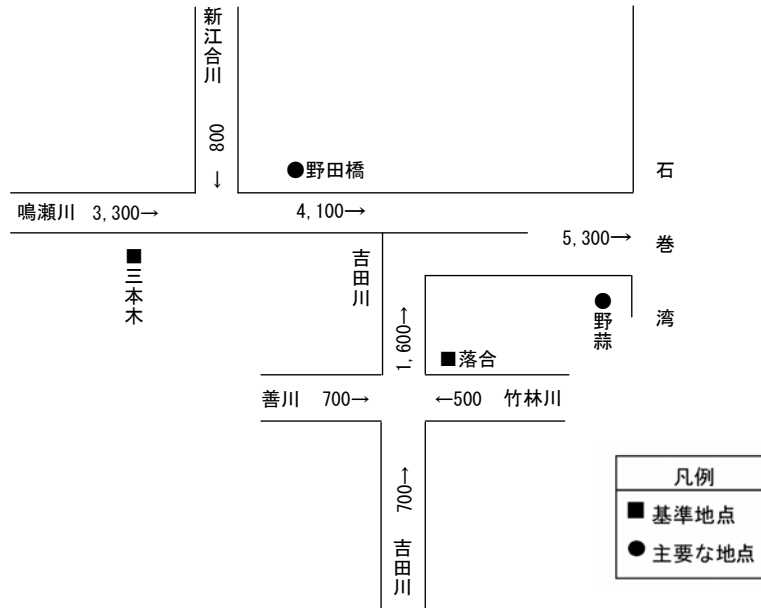 新江合川
800
↓
●野田橋
石巻湾
鳴瀬川 3,300→
4,100→
5,300→
■三本木
吉田川
1,600→
●野蒜
■落合
善川 700→
←500 竹林川
700→
吉田川
凡例
■ 基準地点
● 主要な地点